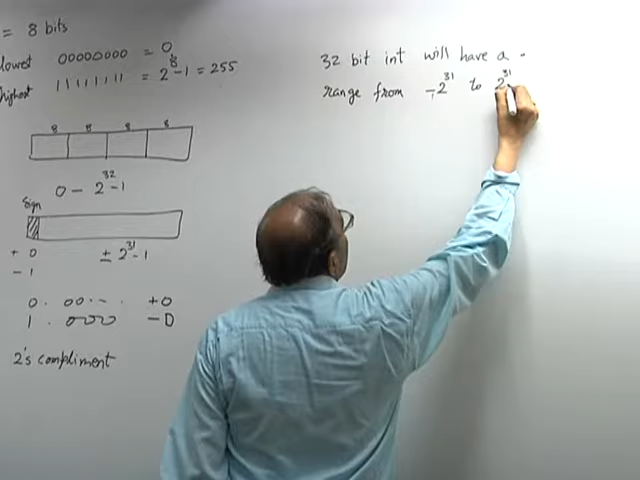 = 8 bits
lowest 00000000 = 0
highest 11111111 = 2^8 - 1 = 255
8 8 8 8
0 - 2^32 - 1
Sign
+ 0 ± 2^31 - 1
- 1
0. 00.-. +0
1. 000 -0
2's compliment
32 bit int will have a
range from -2^31 to 2^31